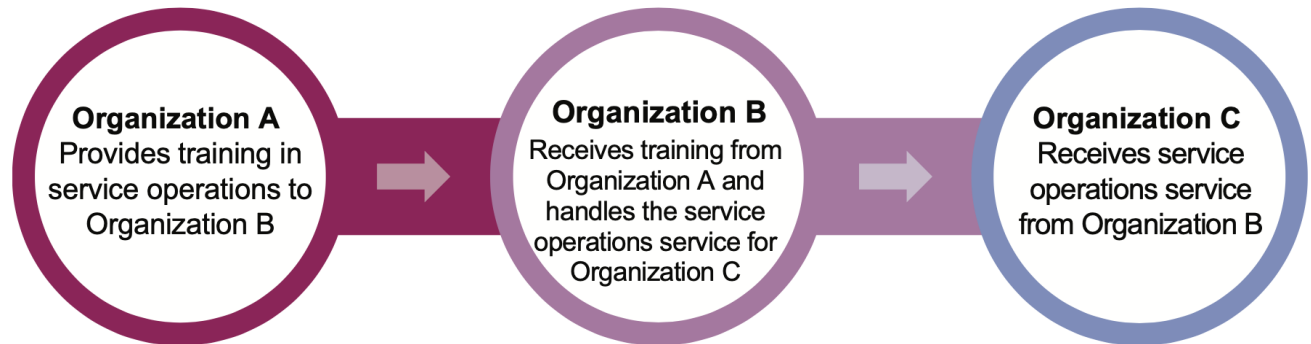 Organization A
Provides training in
service operations to
Organization B
Organization B
Receives training from
Organization A and
handles the service
operations service for
Organization C
Organization C
Receives service
operations service
from Organization B